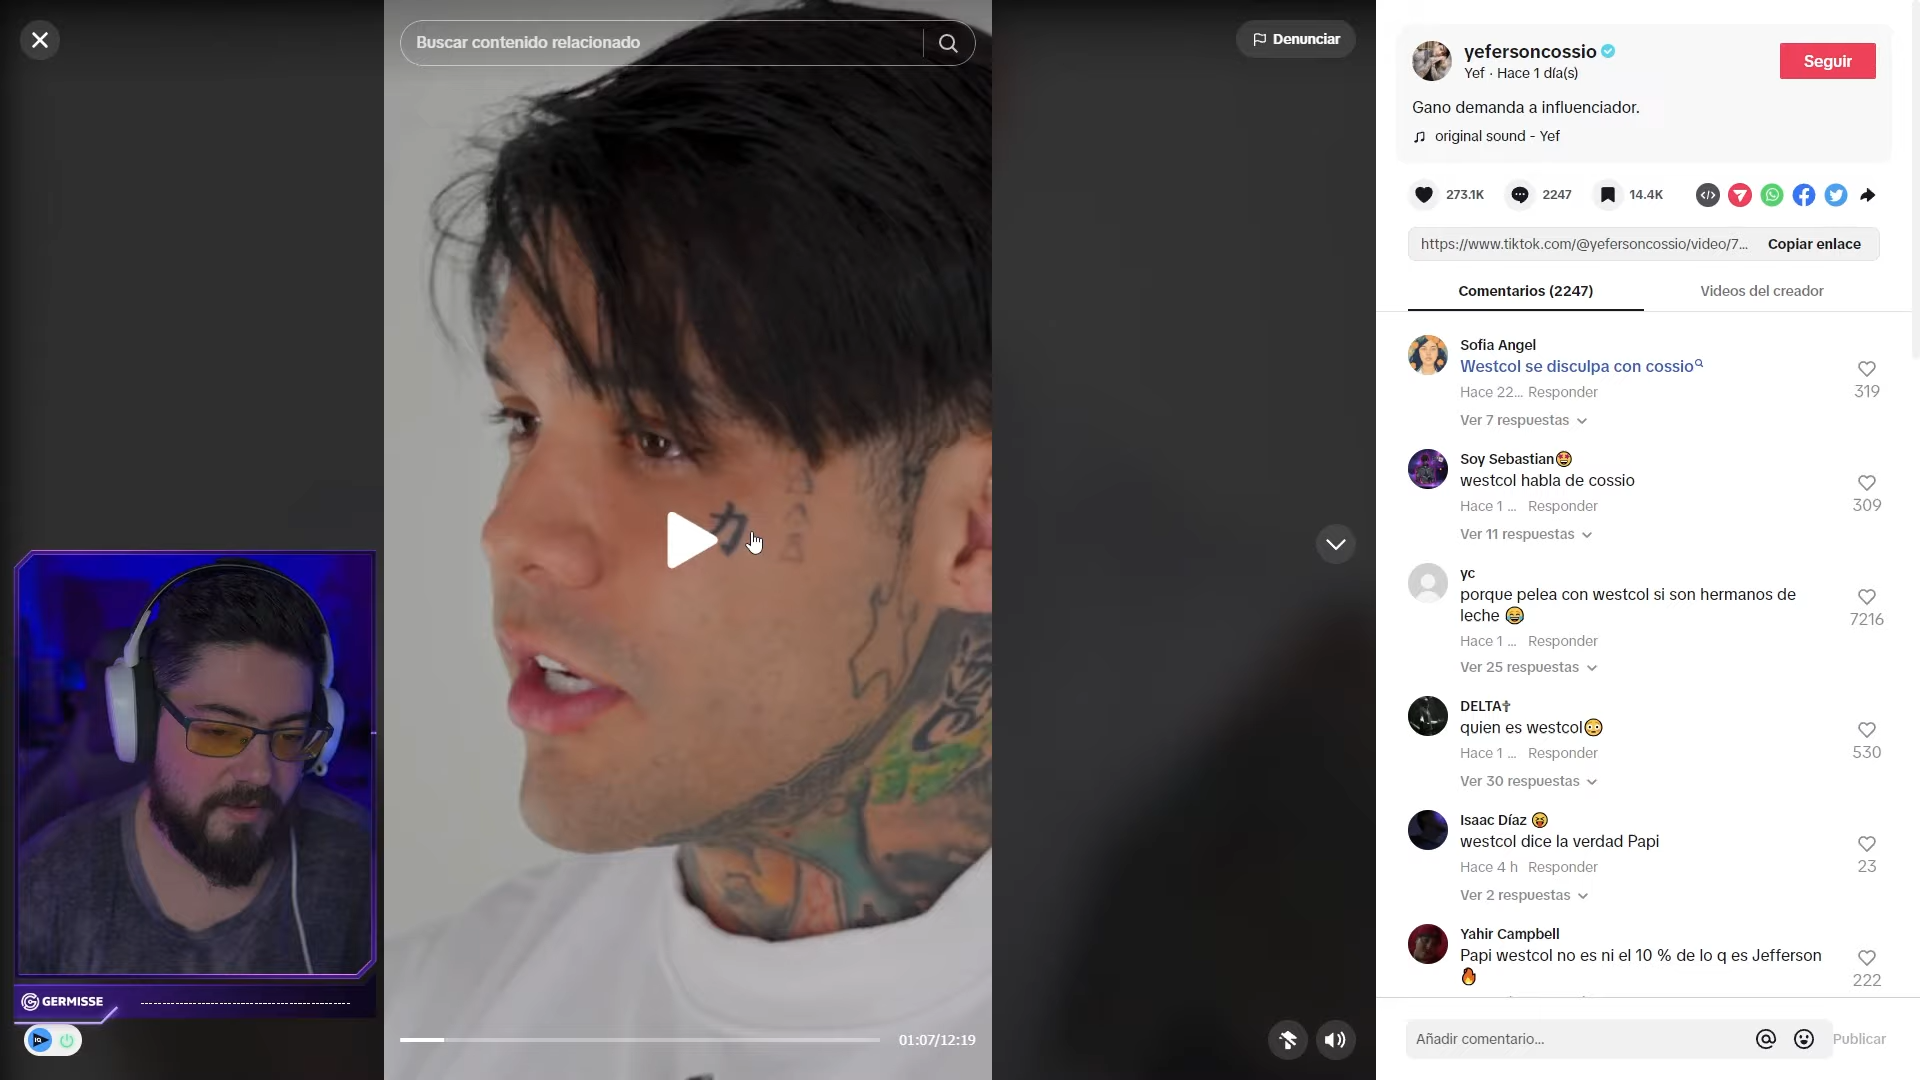 Buscar contenido relacionado
Denunciar
力
GERMISSE
01:07/12:19
yefersoncossio
Yef · Hace 1 día(s)
Seguir
Gano demanda a influenciador.
original sound - Yef
273.1K
2247
14.4K
https://www.tiktok.com/@yefersoncossio/video/7...
Copiar enlace
Comentarios (2247)
Videos del creador
Sofia Angel
Westcol se disculpa con cossio
Hace 22... Responder
319
Ver 7 respuestas
Soy Sebastian🤩
westcol habla de cossio
Hace 1 ... Responder
309
Ver 11 respuestas
yc
porque pelea con westcol si son hermanos de
leche 😂
Hace 1 ... Responder
7216
Ver 25 respuestas
DELTA✝
quien es westcol😳
Hace 1 ... Responder
530
Ver 30 respuestas
Isaac Díaz 😝
westcol dice la verdad Papi
Hace 4 h Responder
23
Ver 2 respuestas
Yahir Campbell
Papi westcol no es ni el 10 % de lo q es Jefferson
🔥
222
Añadir comentario...
Publicar